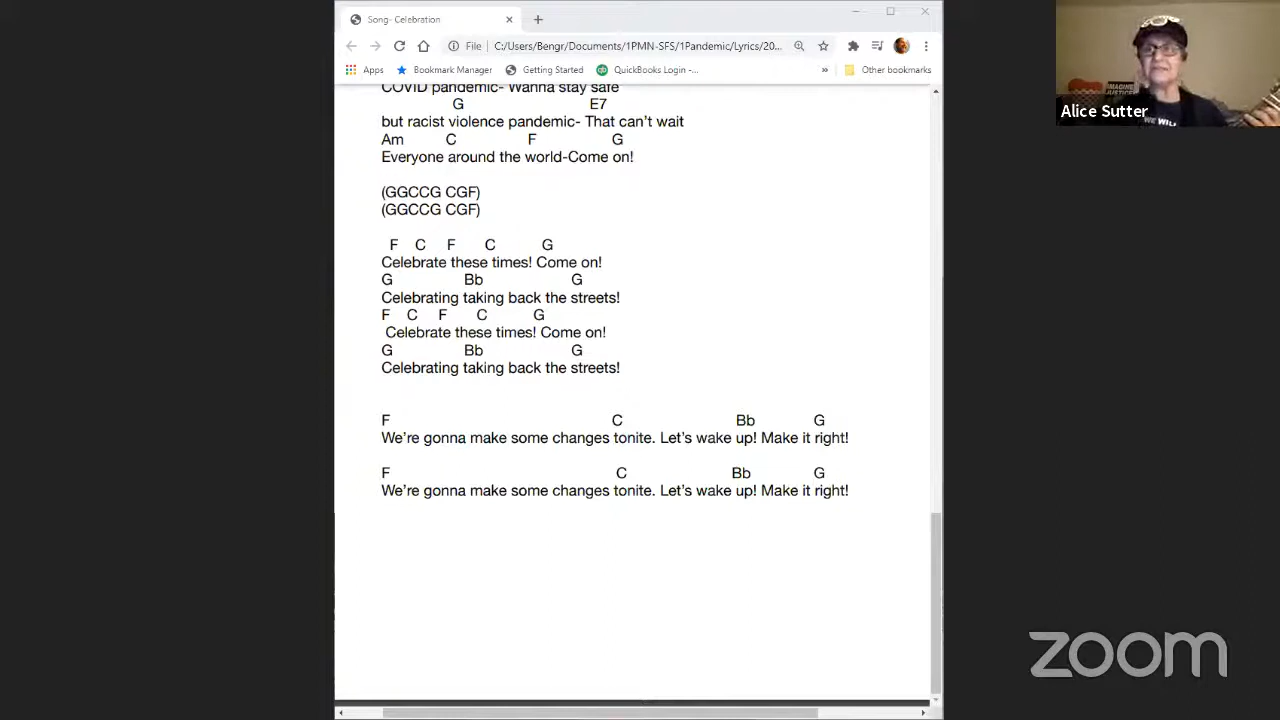 Song- Celebration
File C:/Users/Bengr/Documents/1PMN-SFS/1Pandemic/Lyrics/20...
Apps Bookmark Manager Getting Started QuickBooks Login -... » Other bookmarks
COVID pandemic- Wanna stay safe
G E7
but racist violence pandemic- That can't wait
Am C F G
Everyone around the world-Come on!
(GGCCG CGF)
(GGCCG CGF)
F C F C G
Celebrate these times! Come on!
G Bb G
Celebrating taking back the streets!
F C F C G
Celebrate these times! Come on!
G Bb G
Celebrating taking back the streets!
F C Bb G
We're gonna make some changes tonite. Let's wake up! Make it right!
F C Bb G
We're gonna make some changes tonite. Let's wake up! Make it right!
IMAGINE
JUSTICE
WE WILL
Alice Sutter
zoom